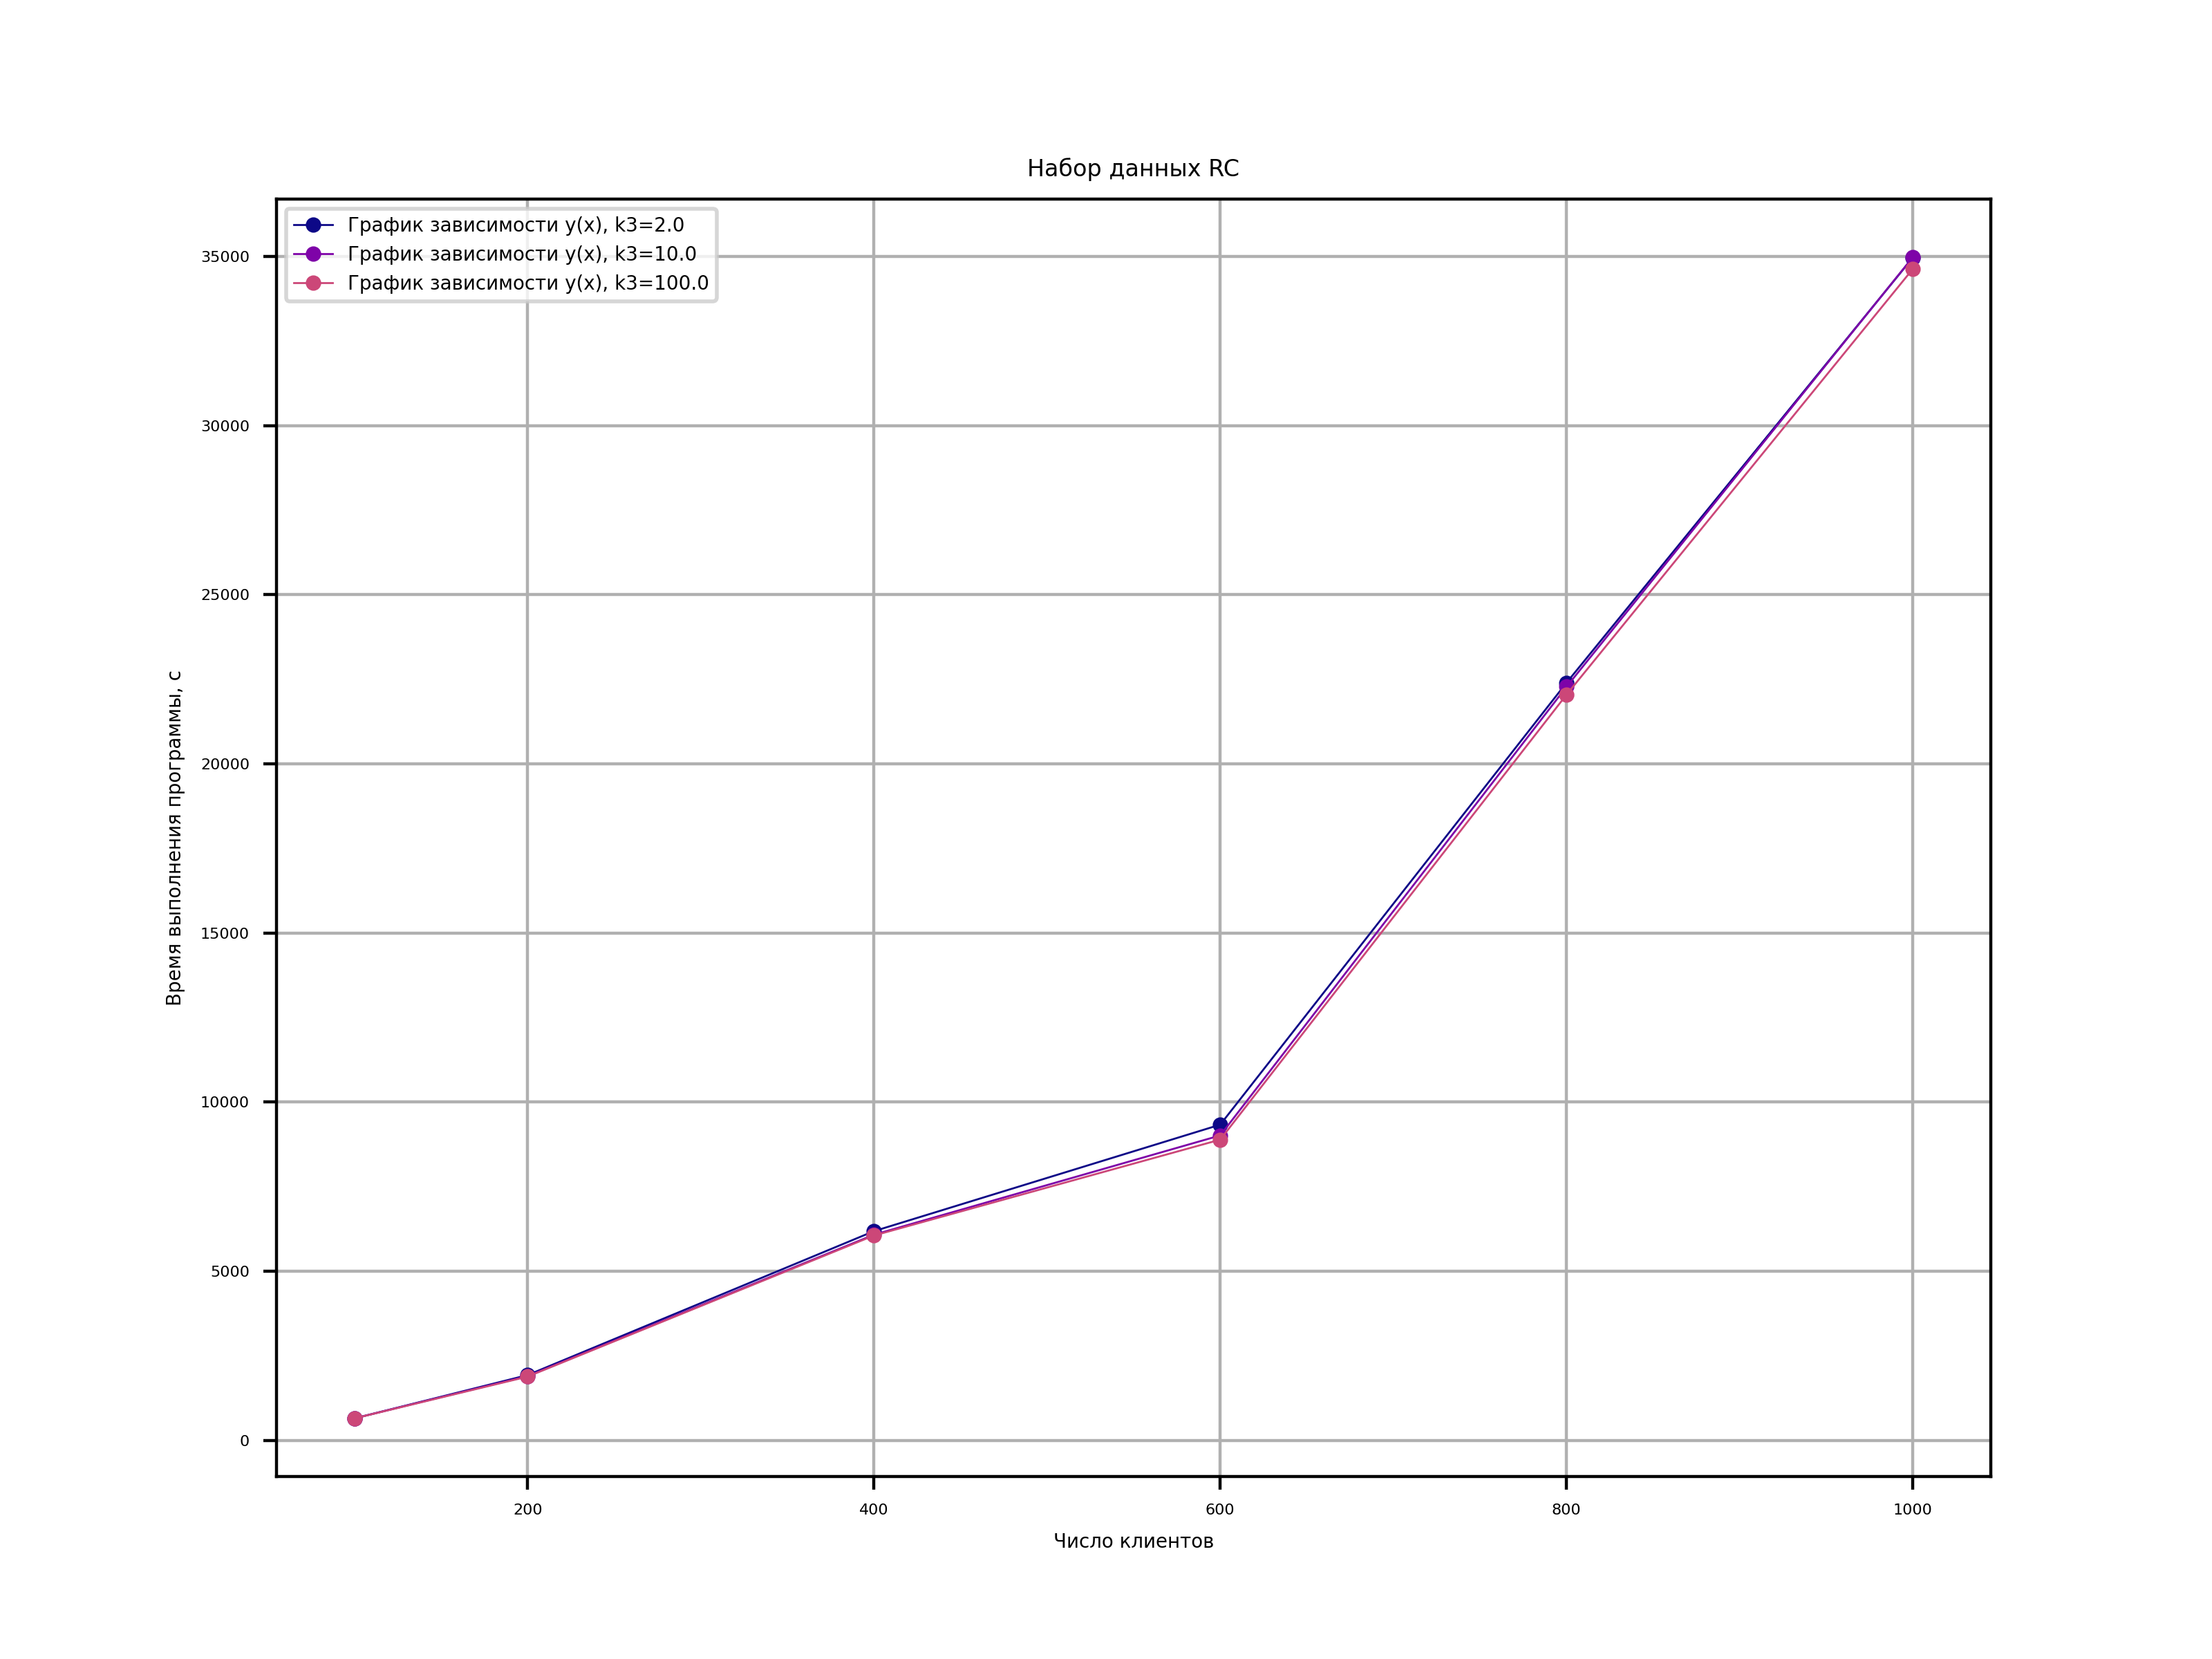 Набор данных RC
График зависимости y(x), k3=2.0
График зависимости y(x), k3=10.0
График зависимости y(x), k3=100.0
35000
30000
25000
20000
15000
10000
5000
0
Время выполнения программы, с
200 400 600 800 1000
Число клиентов